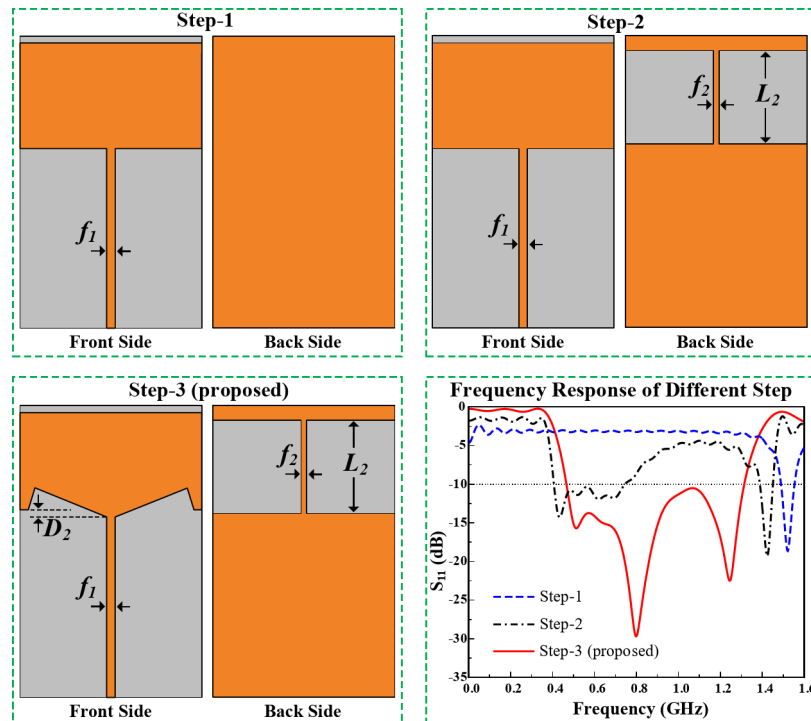 Step-1
f1
Front Side
Back Side
Step-2
f1
f2
L2
Front Side
Back Side
Step-3 (proposed)
D2
f1
f2
L2
Front Side
Back Side
Frequency Response of Different Step
0
-5
-10
-15
-20
-25
-30
-35
S11 (dB)
Step-1
Step-2
Step-3 (proposed)
0.0 0.2 0.4 0.6 0.8 1.0 1.2 1.4 1.6
Frequency (GHz)